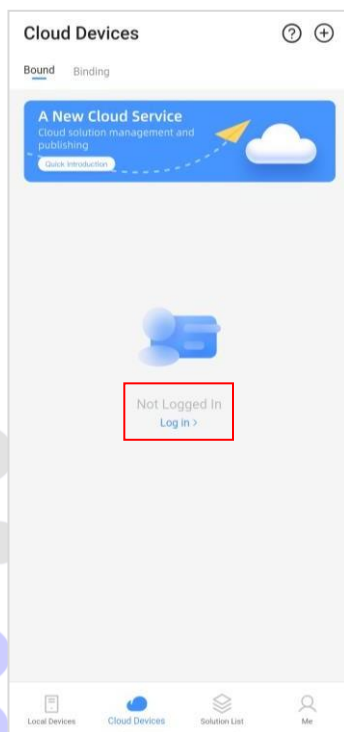 Cloud Devices
Bound Binding
A New Cloud Service
Cloud solution management and
publishing
Quick Introduction
Not Logged In
Log in >
Local Devices Cloud Devices Solution List Me